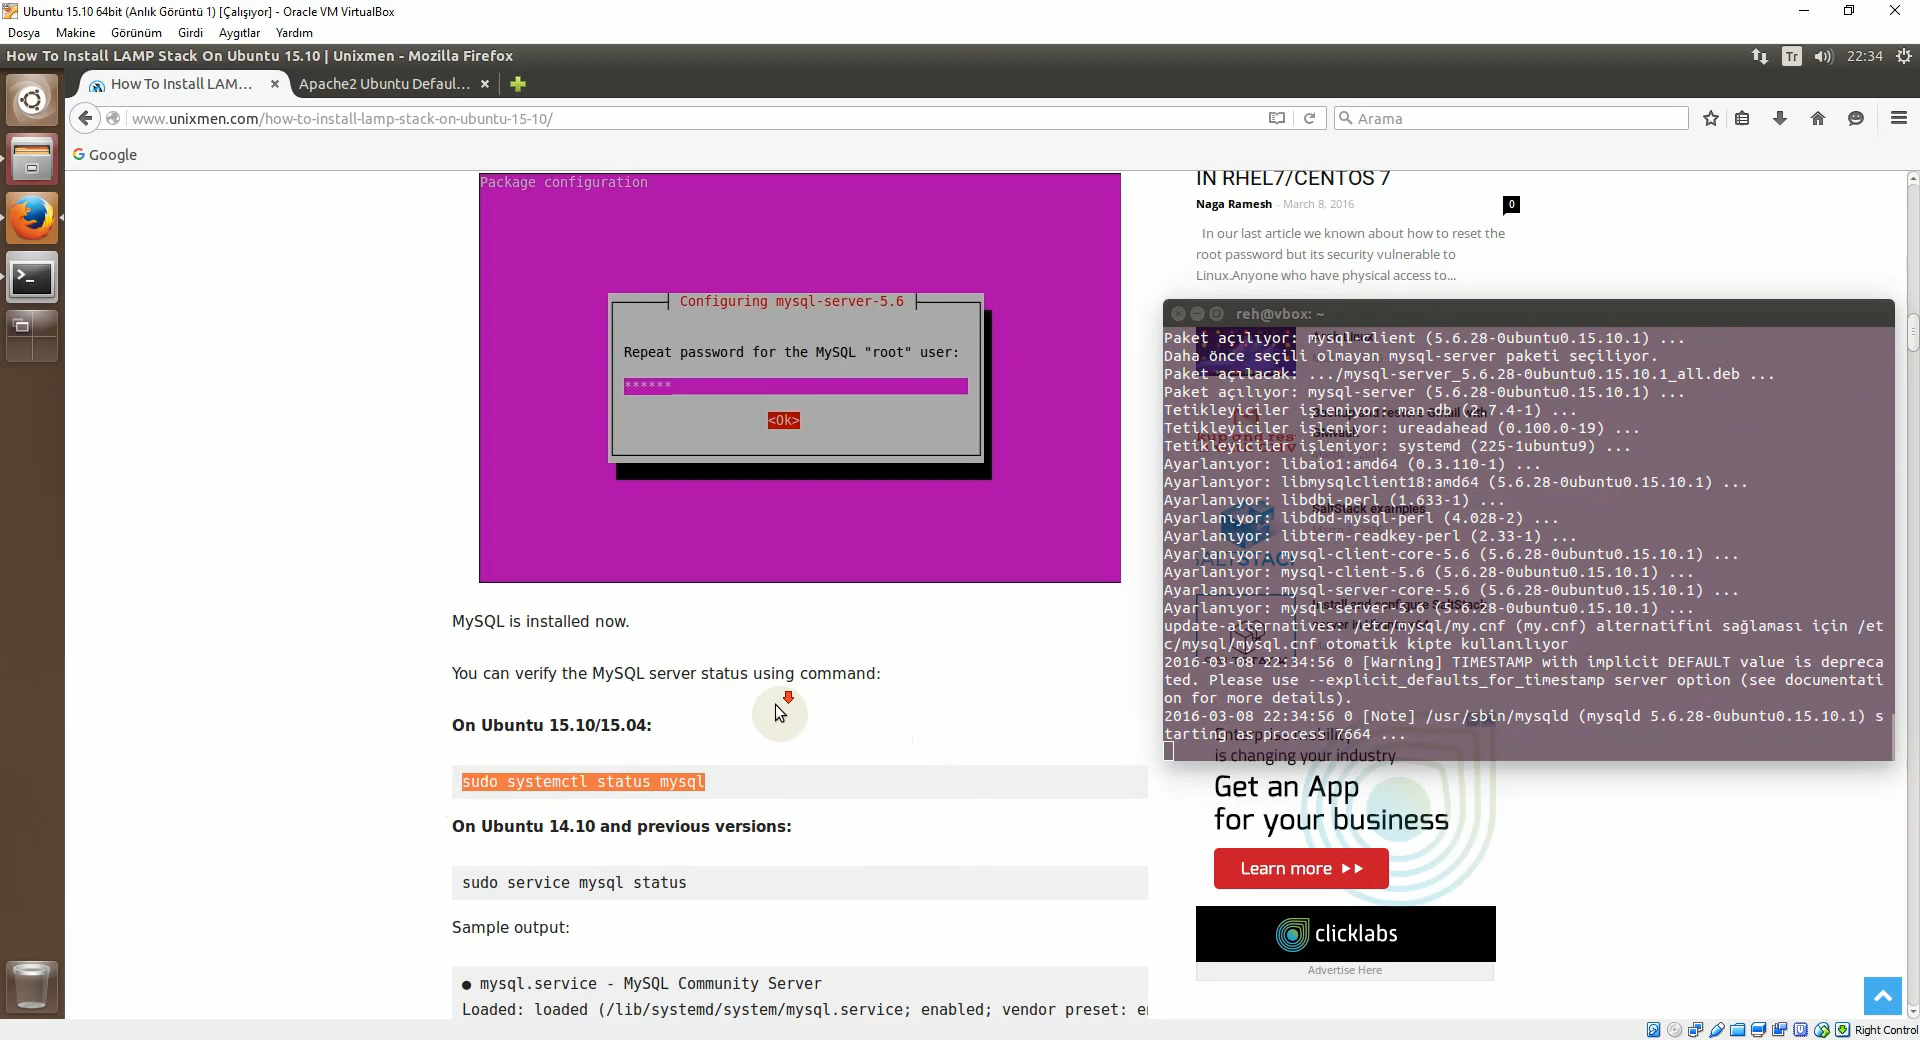 Ubuntu 15.10 64bit (Anlık Görüntü 1) [Çalışıyor] - Oracle VM VirtualBox
Dosya Makine Görünüm Girdi Aygıtlar Yardım
How To Install LAMP Stack On Ubuntu 15.10 | Unixmen - Mozilla Firefox
Tr 22:34
How To Install LAM... Apache2 Ubuntu Defaul...
www.unixmen.com/how-to-install-lamp-stack-on-ubuntu-15-10/
Arama
Google
Package configuration
Configuring mysql-server-5.6
Repeat password for the MySQL "root" user:
******
<Ok>
MySQL is installed now.
You can verify the MySQL server status using command:
On Ubuntu 15.10/15.04:
sudo systemctl status mysql
On Ubuntu 14.10 and previous versions:
sudo service mysql status
Sample output:
● mysql.service - MySQL Community Server
Loaded: loaded (/lib/systemd/system/mysql.service; enabled; vendor preset: en
IN RHEL7/CENTOS 7
Naga Ramesh - March 8, 2016
0
In our last article we known about how to reset the
root password but its security vulnerable to
Linux.Anyone who have physical access to...
reh@vbox: ~
Paket açılıyor: mysql-client (5.6.28-0ubuntu0.15.10.1) ...
Daha önce seçili olmayan mysql-server paketi seçiliyor.
Paket açılacak: .../mysql-server_5.6.28-0ubuntu0.15.10.1_all.deb ...
Paket açılıyor: mysql-server (5.6.28-0ubuntu0.15.10.1) ...
Tetikleyiciler işleniyor: man-db (2.7.4-1) ...
Tetikleyiciler işleniyor: ureadahead (0.100.0-19) ...
Tetikleyiciler işleniyor: systemd (225-1ubuntu9) ...
Ayarlanıyor: libaio1:amd64 (0.3.110-1) ...
Ayarlanıyor: libmysqlclient18:amd64 (5.6.28-0ubuntu0.15.10.1) ...
Ayarlanıyor: libdbi-perl (1.633-1) ...
SaltStack examples
Ayarlanıyor: libdbd-mysql-perl (4.028-2) ...
Ayarlanıyor: libterm-readkey-perl (2.33-1) ...
Ayarlanıyor: mysql-client-core-5.6 (5.6.28-0ubuntu0.15.10.1) ...
Ayarlanıyor: mysql-client-5.6 (5.6.28-0ubuntu0.15.10.1) ...
Ayarlanıyor: mysql-server-core-5.6 (5.6.28-0ubuntu0.15.10.1) ...
Ayarlanıyor: mysql-server-5.6 (5.6.28-0ubuntu0.15.10.1) ...
update-alternatives: /etc/mysql/my.cnf (my.cnf) alternatifini sağlaması için /et
c/mysql/mysql.cnf otomatik kipte kullanılıyor
2016-03-08 22:34:56 0 [Warning] TIMESTAMP with implicit DEFAULT value is depreca
ted. Please use --explicit_defaults_for_timestamp server option (see documentati
on for more details).
2016-03-08 22:34:56 0 [Note] /usr/sbin/mysqld (mysqld 5.6.28-0ubuntu0.15.10.1) s
tarting as process 7664 ...
is changing your industry
Get an App
for your business
Learn more
clicklabs
Advertise Here
Right Control